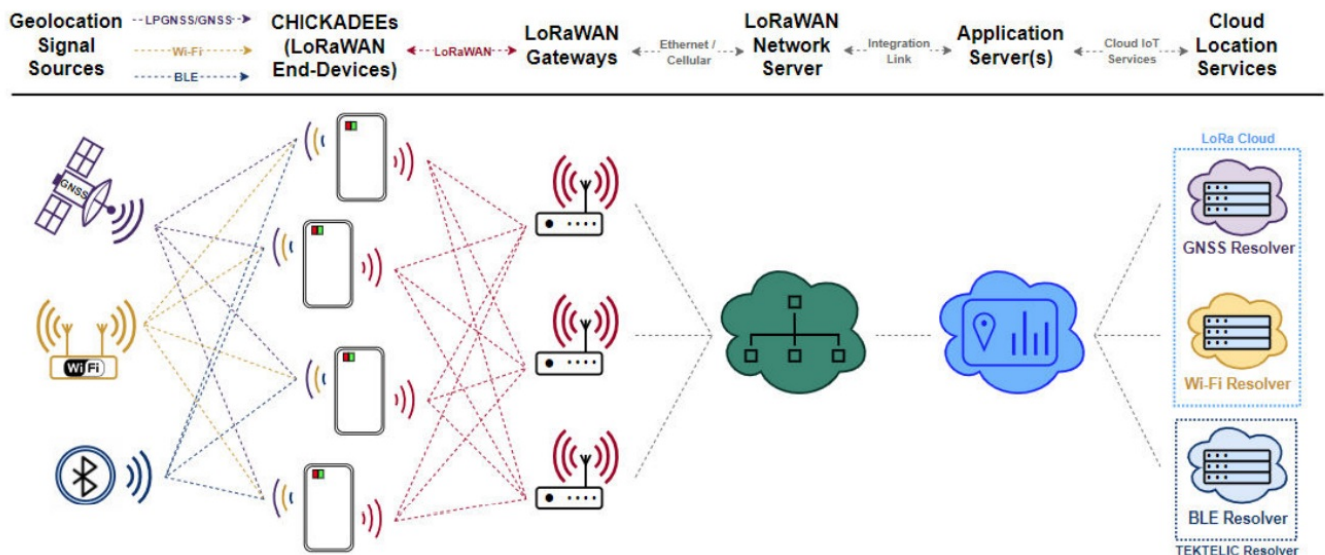 Geolocation
Signal
Sources
LPGNSS/GNSS
Wi-Fi
BLE
CHICKADEEs
(LoRaWAN
End-Devices)
LoRaWAN
LoRaWAN
Gateways
Ethernet /
Cellular
LoRaWAN
Network
Server
Integration
Link
Application
Server(s)
Cloud IoT
Services
Cloud
Location
Services
GNSS
Wi Fi
LoRa Cloud
GNSS Resolver
Wi-Fi Resolver
BLE Resolver
TEKTELIC Resolver